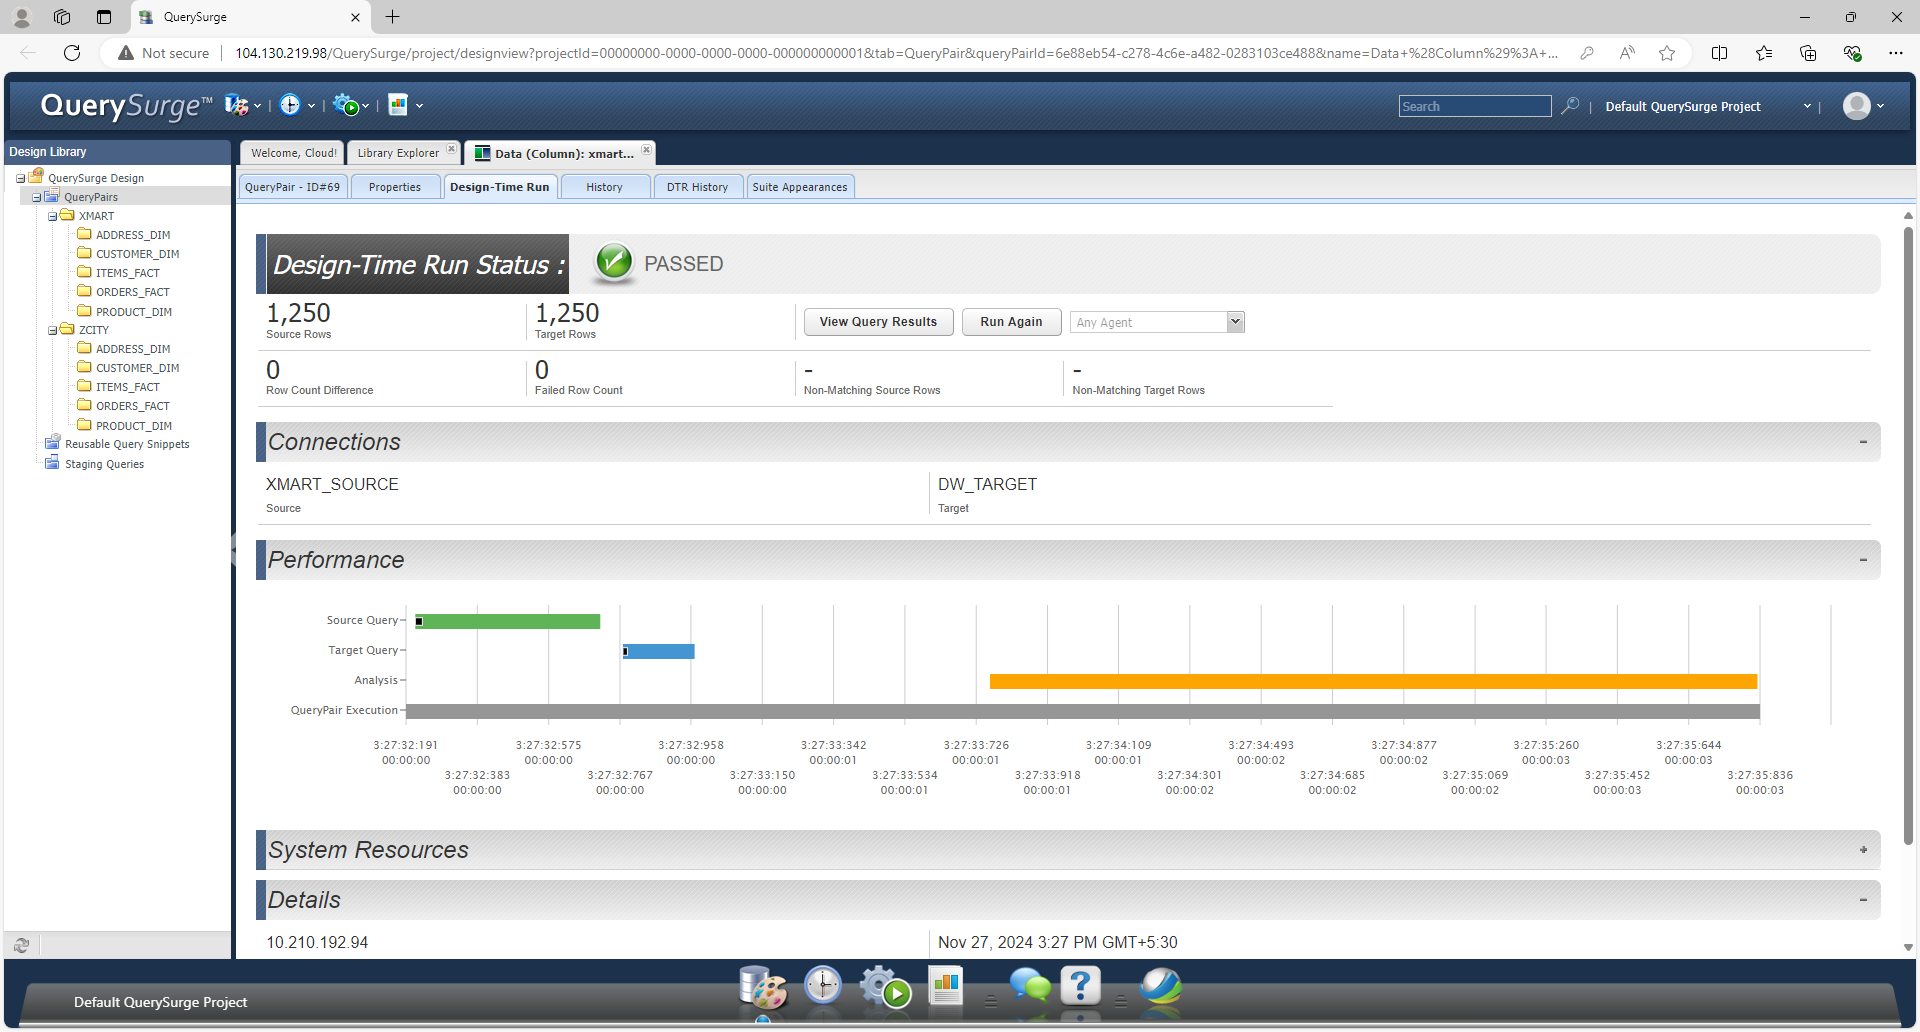 QuerySurge
Not secure
104.130.219.98/QuerySurge/project/designview?projectId=00000000-0000-0000-0000-000000000001&tab=QueryPair&queryPairId=6e88eb54-c278-4c6e-a482-0283103ce488&name=Data+%28Column%29%3A+...
QuerySurge™
Search
Default QuerySurge Project
Design Library
QuerySurge Design
QueryPairs
XMART
ADDRESS_DIM
CUSTOMER_DIM
ITEMS_FACT
ORDERS_FACT
PRODUCT_DIM
ZCITY
ADDRESS_DIM
CUSTOMER_DIM
ITEMS_FACT
ORDERS_FACT
PRODUCT_DIM
Reusable Query Snippets
Staging Queries
Welcome, Cloud!
Library Explorer
Data (Column): xmart...
QueryPair - ID#69
Properties
Design-Time Run
History
DTR History
Suite Appearances
Design-Time Run Status :
PASSED
1,250
Source Rows
1,250
Target Rows
View Query Results
Run Again
Any Agent
0
Row Count Difference
0
Failed Row Count
-
Non-Matching Source Rows
-
Non-Matching Target Rows
Connections
-
XMART_SOURCE
Source
DW_TARGET
Target
Performance
-
Source Query
Target Query
Analysis
QueryPair Execution
3:27:32:191 3:27:32:575 3:27:32:958 3:27:33:342 3:27:33:726 3:27:34:109 3:27:34:493 3:27:34:877 3:27:35:260 3:27:35:644
00:00:00 00:00:00 00:00:00 00:00:01 00:00:01 00:00:01 00:00:02 00:00:02 00:00:03 00:00:03
3:27:32:383 3:27:32:767 3:27:33:150 3:27:33:534 3:27:33:918 3:27:34:301 3:27:34:685 3:27:35:069 3:27:35:452 3:27:35:836
00:00:00 00:00:00 00:00:00 00:00:01 00:00:01 00:00:02 00:00:02 00:00:02 00:00:03 00:00:03
System Resources
+
Details
-
10.210.192.94
Nov 27, 2024 3:27 PM GMT+5:30
Default QuerySurge Project